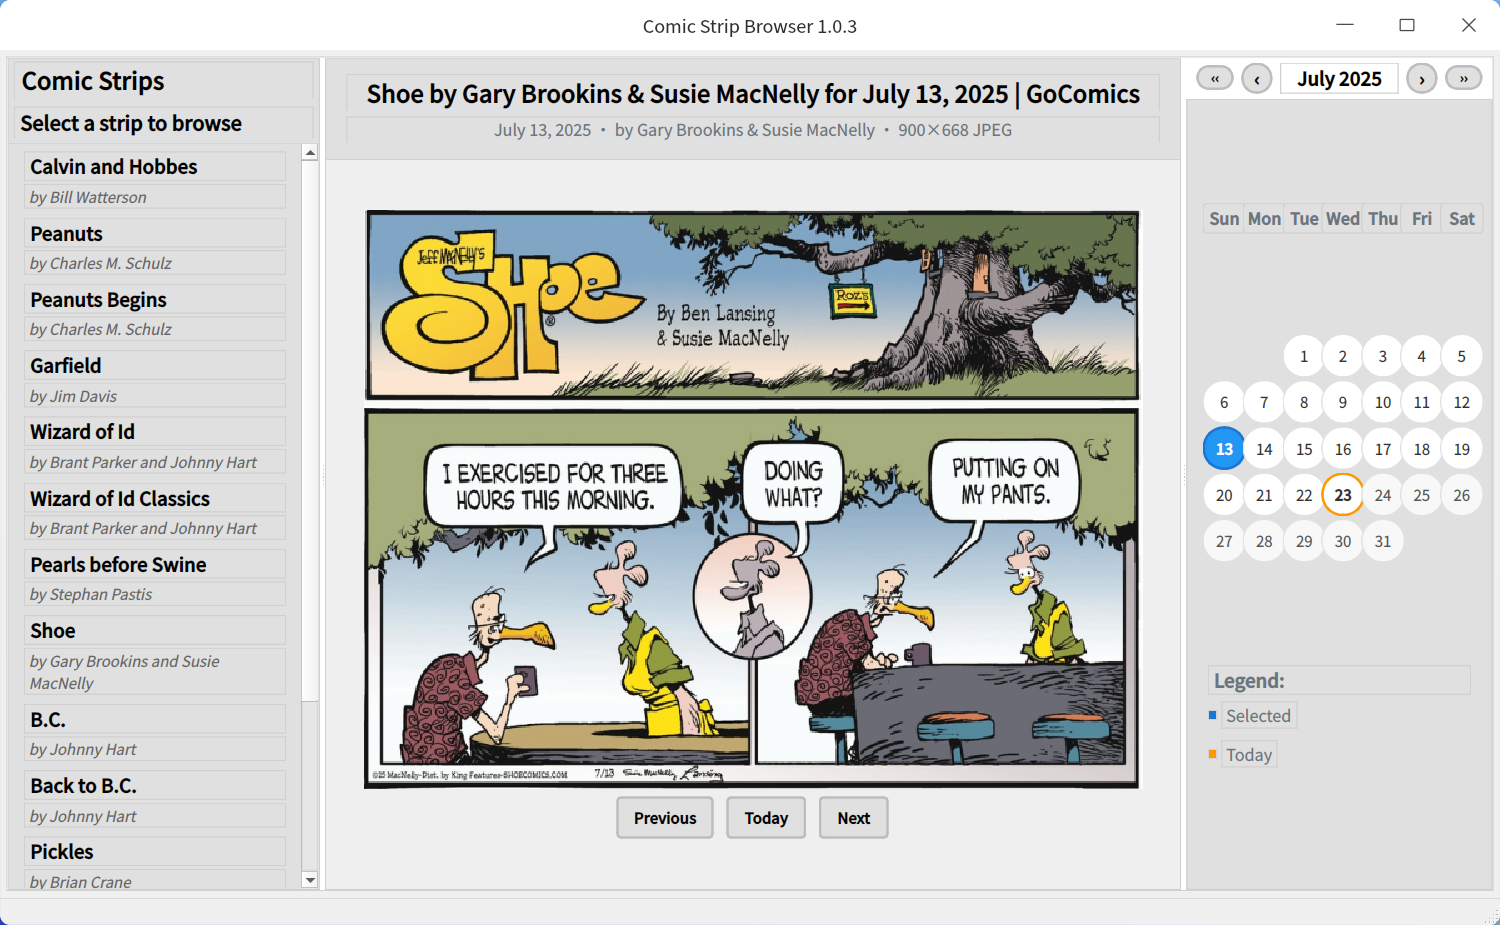 Comic Strip Browser 1.0.3
Comic Strips
Select a strip to browse
Calvin and Hobbes
by Bill Watterson
Peanuts
by Charles M. Schulz
Peanuts Begins
by Charles M. Schulz
Garfield
by Jim Davis
Wizard of Id
by Brant Parker and Johnny Hart
Wizard of Id Classics
by Brant Parker and Johnny Hart
Pearls before Swine
by Stephan Pastis
Shoe
by Gary Brookins and Susie
MacNelly
B.C.
by Johnny Hart
Back to B.C.
by Johnny Hart
Pickles
by Brian Crane
Shoe by Gary Brookins & Susie MacNelly for July 13, 2025 | GoComics
July 13, 2025 • by Gary Brookins & Susie MacNelly • 900×668 JPEG
Jeff MacNelly's
SHOE
®
By Ben Lansing
& Susie MacNelly
Roz's
I EXERCISED FOR THREE
HOURS THIS MORNING.
DOING
WHAT?
PUTTING ON
MY PANTS.
©25 MacNelly-Dist. by King Features-SHOECOMICS.COM
7/13
Susie MacNelly
Lansing
Previous
Today
Next
«
‹
July 2025
›
»
Sun Mon Tue Wed Thu Fri Sat
1 2 3 4 5
6 7 8 9 10 11 12
13 14 15 16 17 18 19
20 21 22 23 24 25 26
27 28 29 30 31
Legend:
Selected
Today